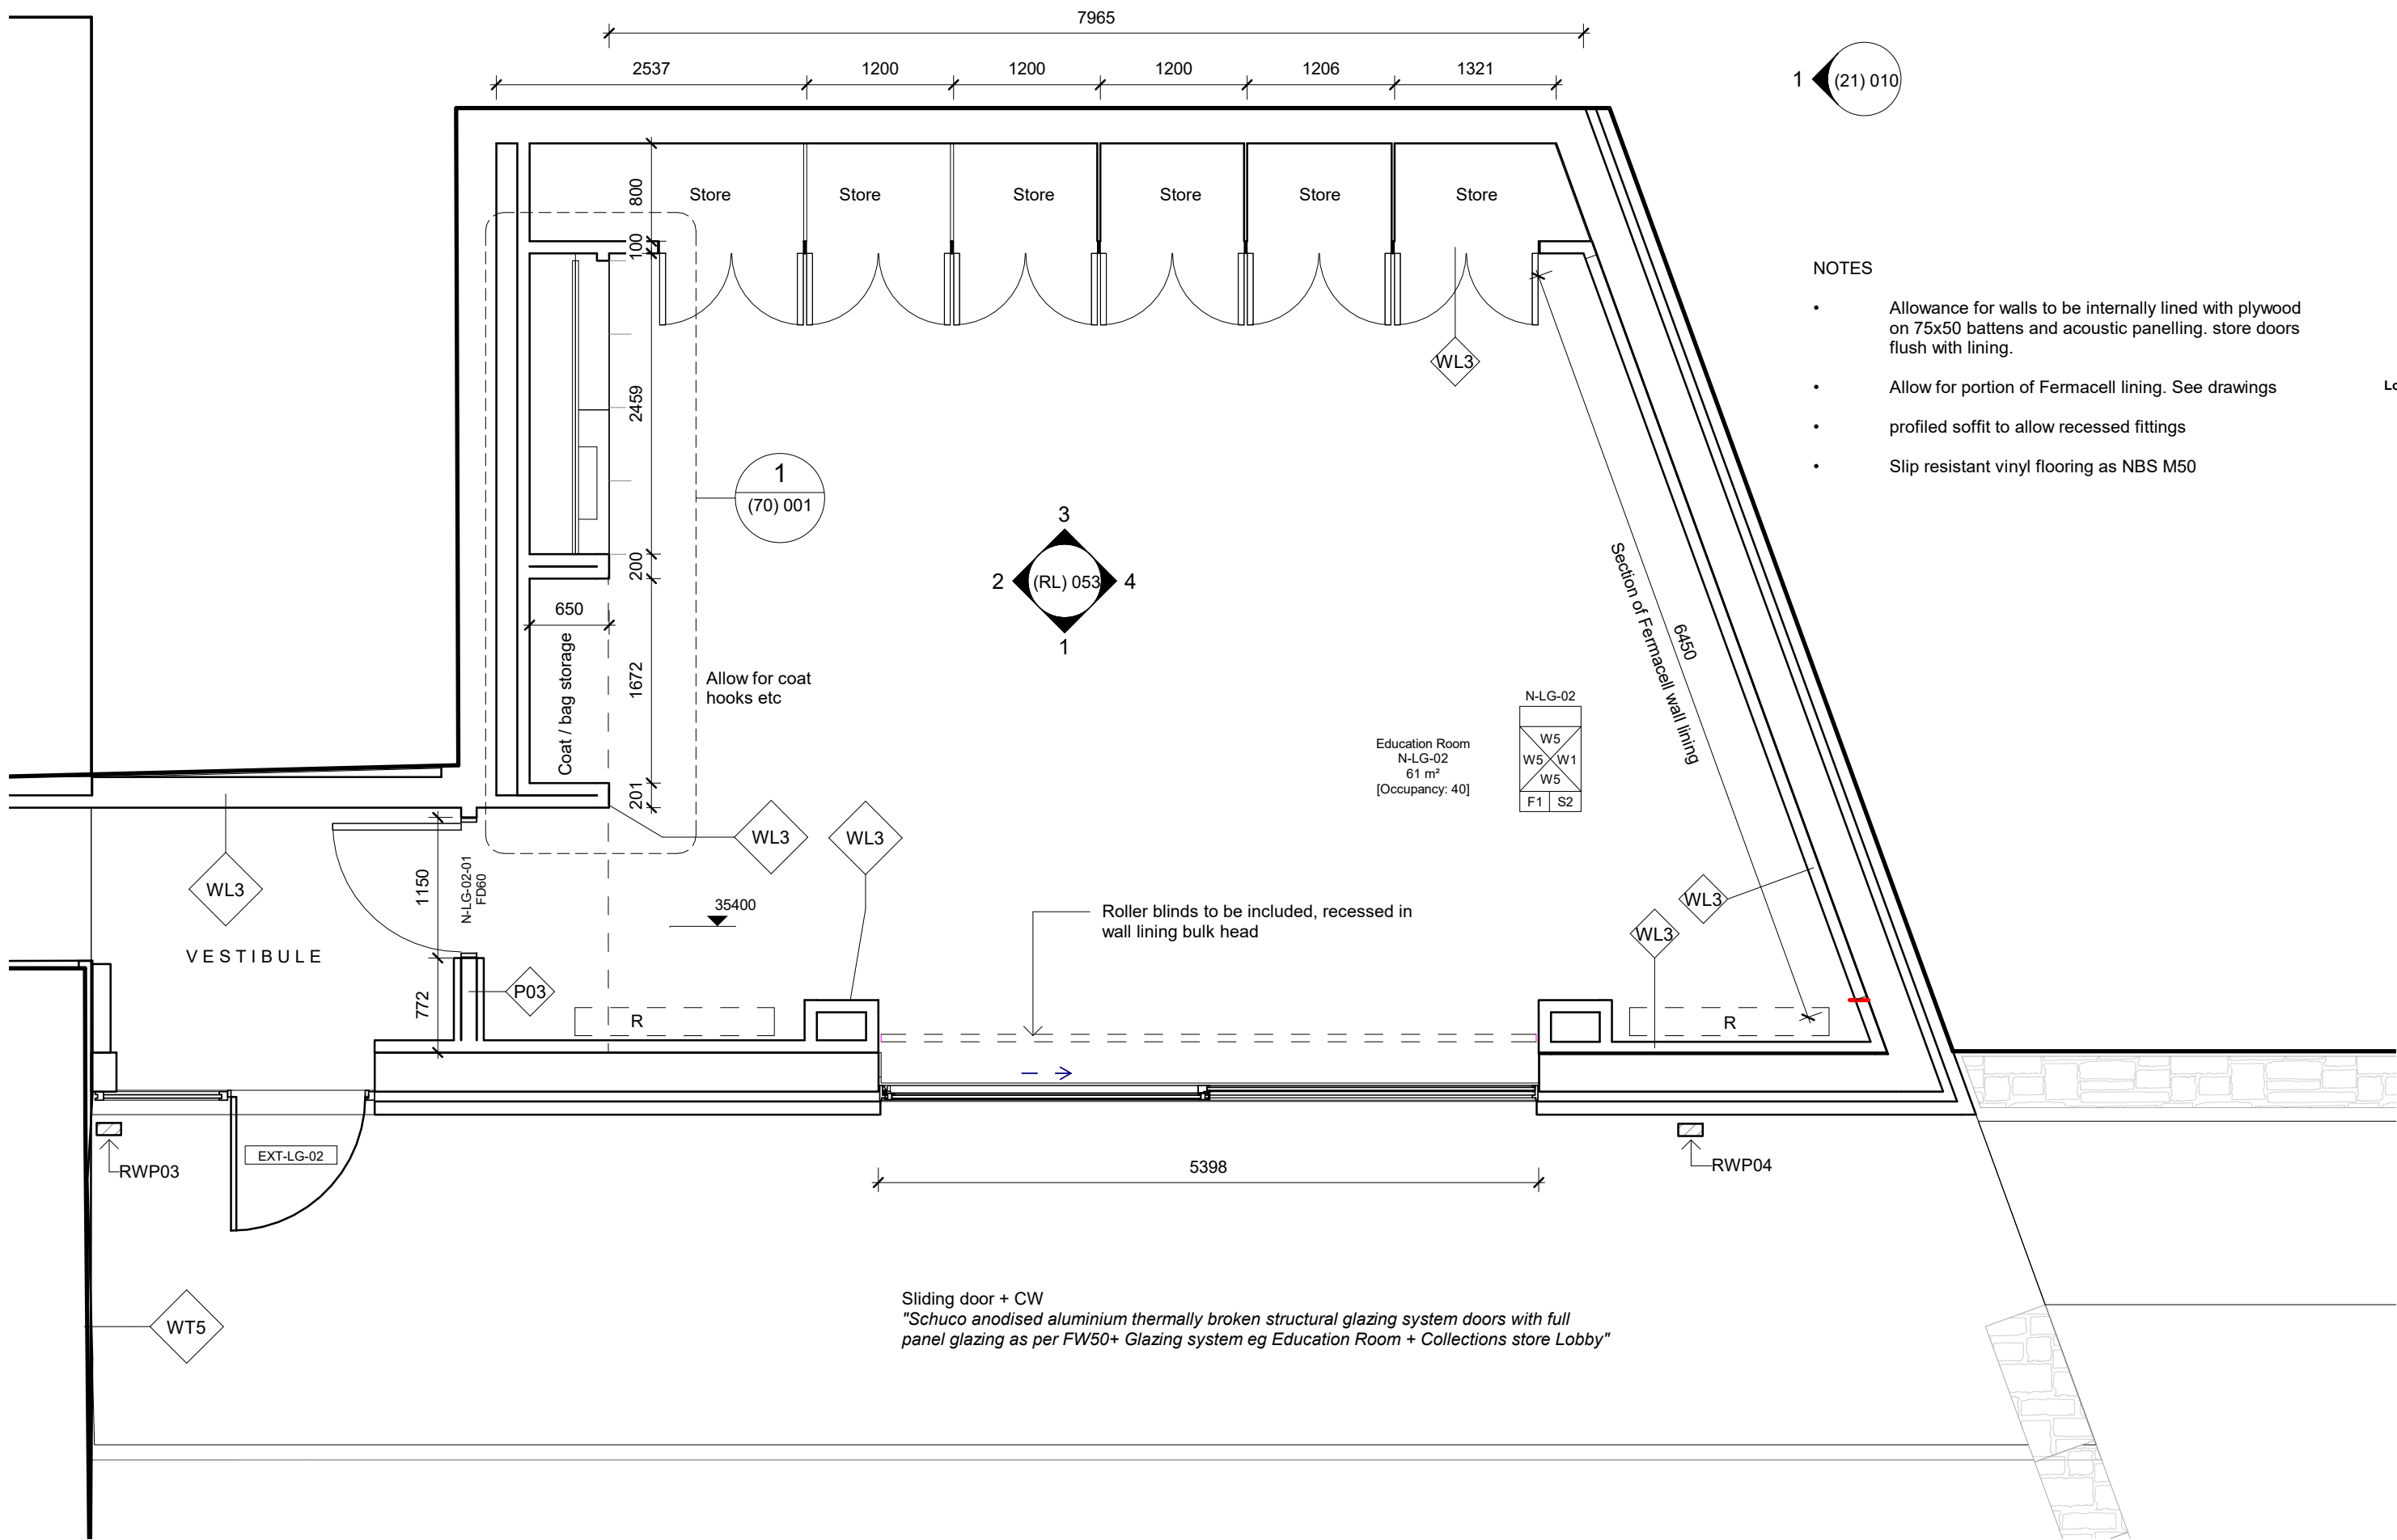 7965
2537
1200
1200
1200
1206
1321
1
(21) 010
800
Store
Store
Store
Store
Store
Store
100
WL3
NOTES
• Allowance for walls to be internally lined with plywood
on 75x50 battens and acoustic panelling. store doors
flush with lining.
• Allow for portion of Fermacell lining. See drawings
• profiled soffit to allow recessed fittings
• Slip resistant vinyl flooring as NBS M50
2459
1
(70) 001
3
2
(RL) 053
4
1
200
650
Coat / bag storage
1672
Allow for coat
hooks etc
201
Section of Fermacell wall lining
6450
N-LG-02
W5
W5
W1
W5
F1
S2
Education Room
N-LG-02
61 m²
[Occupancy: 40]
WL3
WL3
WL3
1150
N-LG-02-01
FD60
35400
Roller blinds to be included, recessed in
wall lining bulk head
WL3
WL3
VESTIBULE
772
P03
R
R
EXT-LG-02
RWP03
RWP04
5398
WT5
Sliding door + CW
"Schuco anodised aluminium thermally broken structural glazing system doors with full
panel glazing as per FW50+ Glazing system eg Education Room + Collections store Lobby"